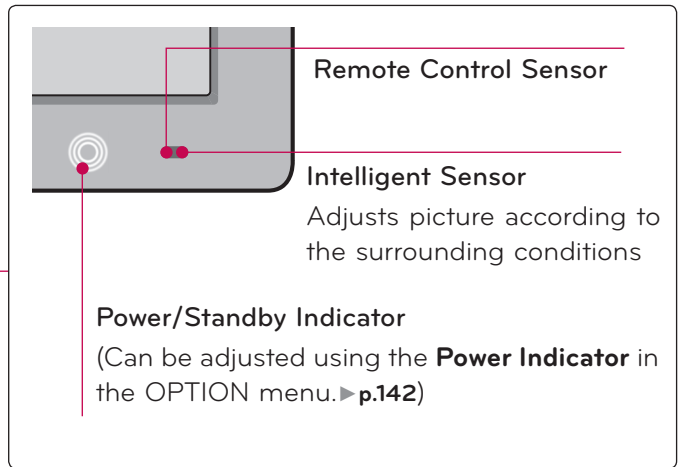 Remote Control Sensor
Intelligent Sensor
Adjusts picture according to
the surrounding conditions
Power/Standby Indicator
(Can be adjusted using the Power Indicator in
the OPTION menu.►p.142)